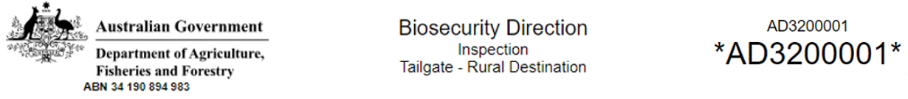 Australian Government
Department of Agriculture,
Fisheries and Forestry
ABN 34 190 894 983
Biosecurity Direction
Inspection
Tailgate - Rural Destination
AD3200001
*AD3200001*